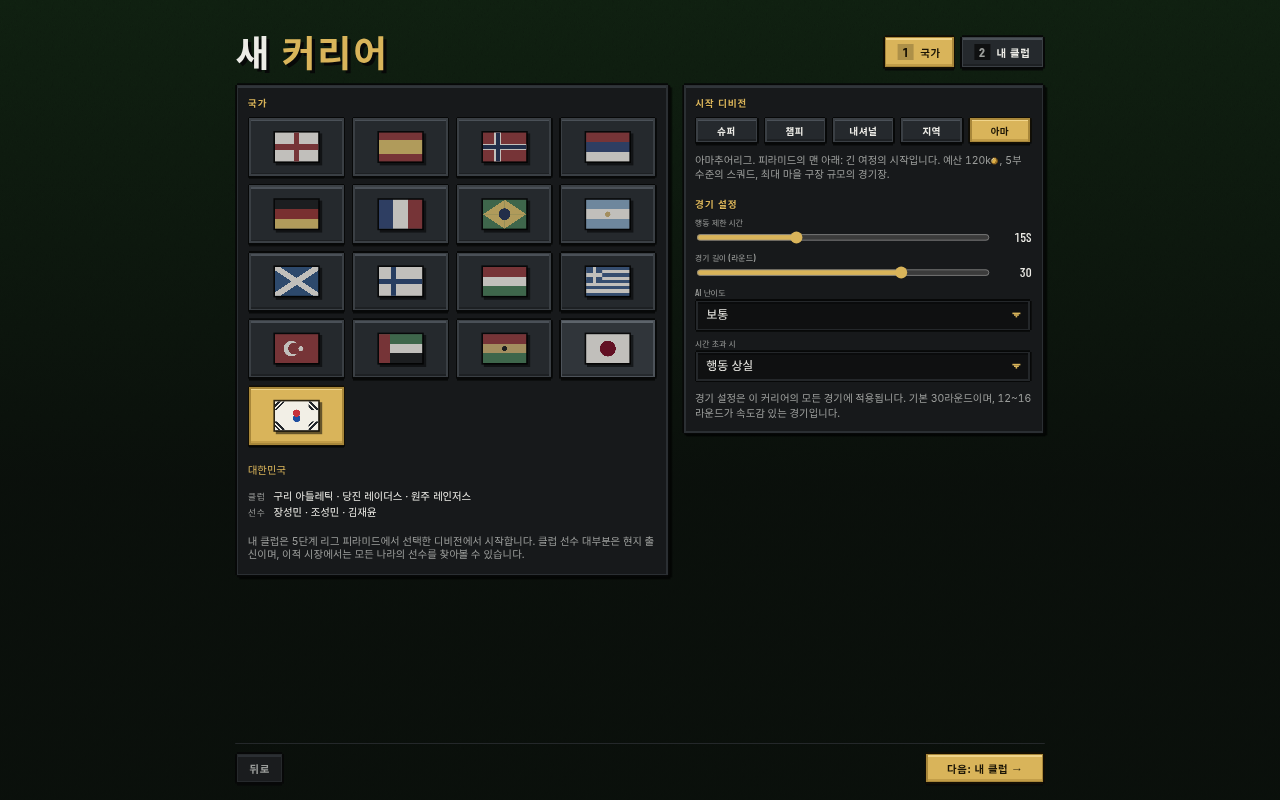 새 커리어
1 국가
2 내 클럽
국가
대한민국
클럽 구리 아틀레틱 · 당진 레이더스 · 원주 레인저스
선수 장성민 · 조성민 · 김재윤
내 클럽은 5단계 리그 피라미드에서 선택한 디비전에서 시작합니다. 클럽 선수 대부분은 현지 출
신이며, 이적 시장에서는 모든 나라의 선수를 찾아볼 수 있습니다.
시작 디비전
슈퍼 챔피 내셔널 지역 아마
아마추어리그. 피라미드의 맨 아래: 긴 여정의 시작입니다. 예산 120k, 5부
수준의 스쿼드, 최대 마을 구장 규모의 경기장.
경기 설정
행동 제한 시간
15S
경기 길이 (라운드)
30
AI 난이도
보통
시간 초과 시
행동 상실
경기 설정은 이 커리어의 모든 경기에 적용됩니다. 기본 30라운드이며, 12~16
라운드가 속도감 있는 경기입니다.
뒤로
다음: 내 클럽 →